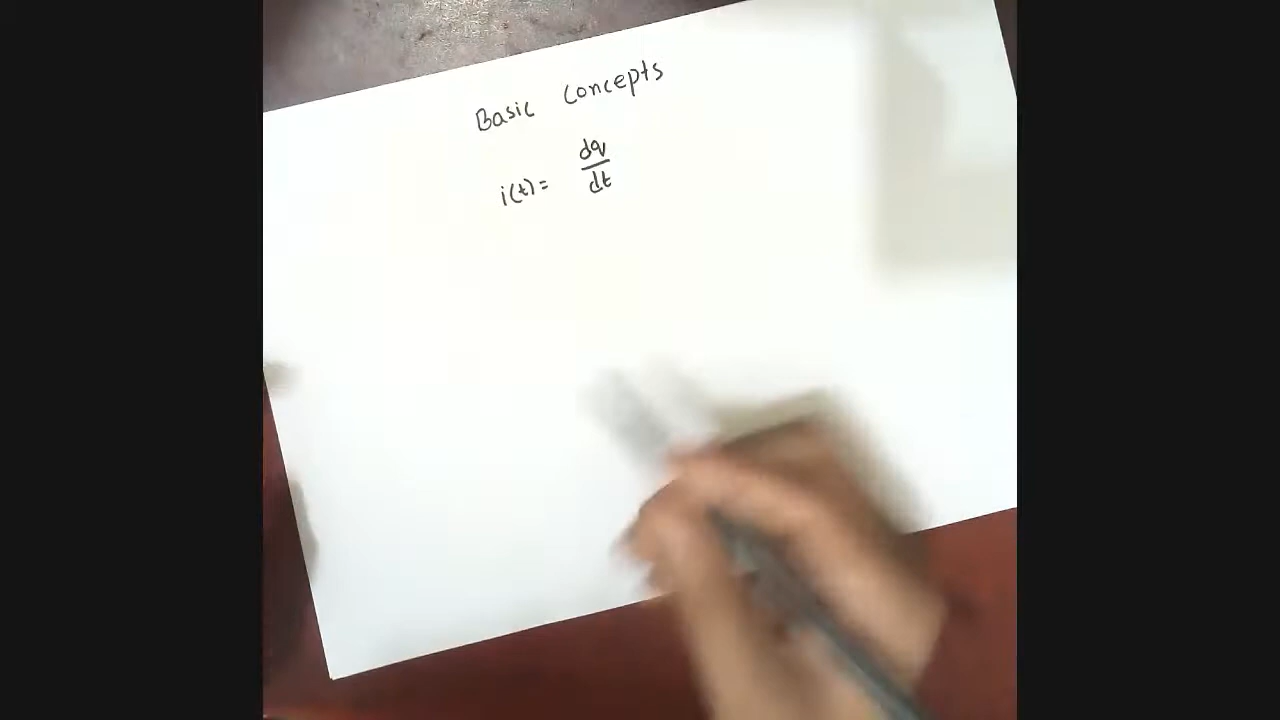 Basic Concepts
i(t) = dq/dt